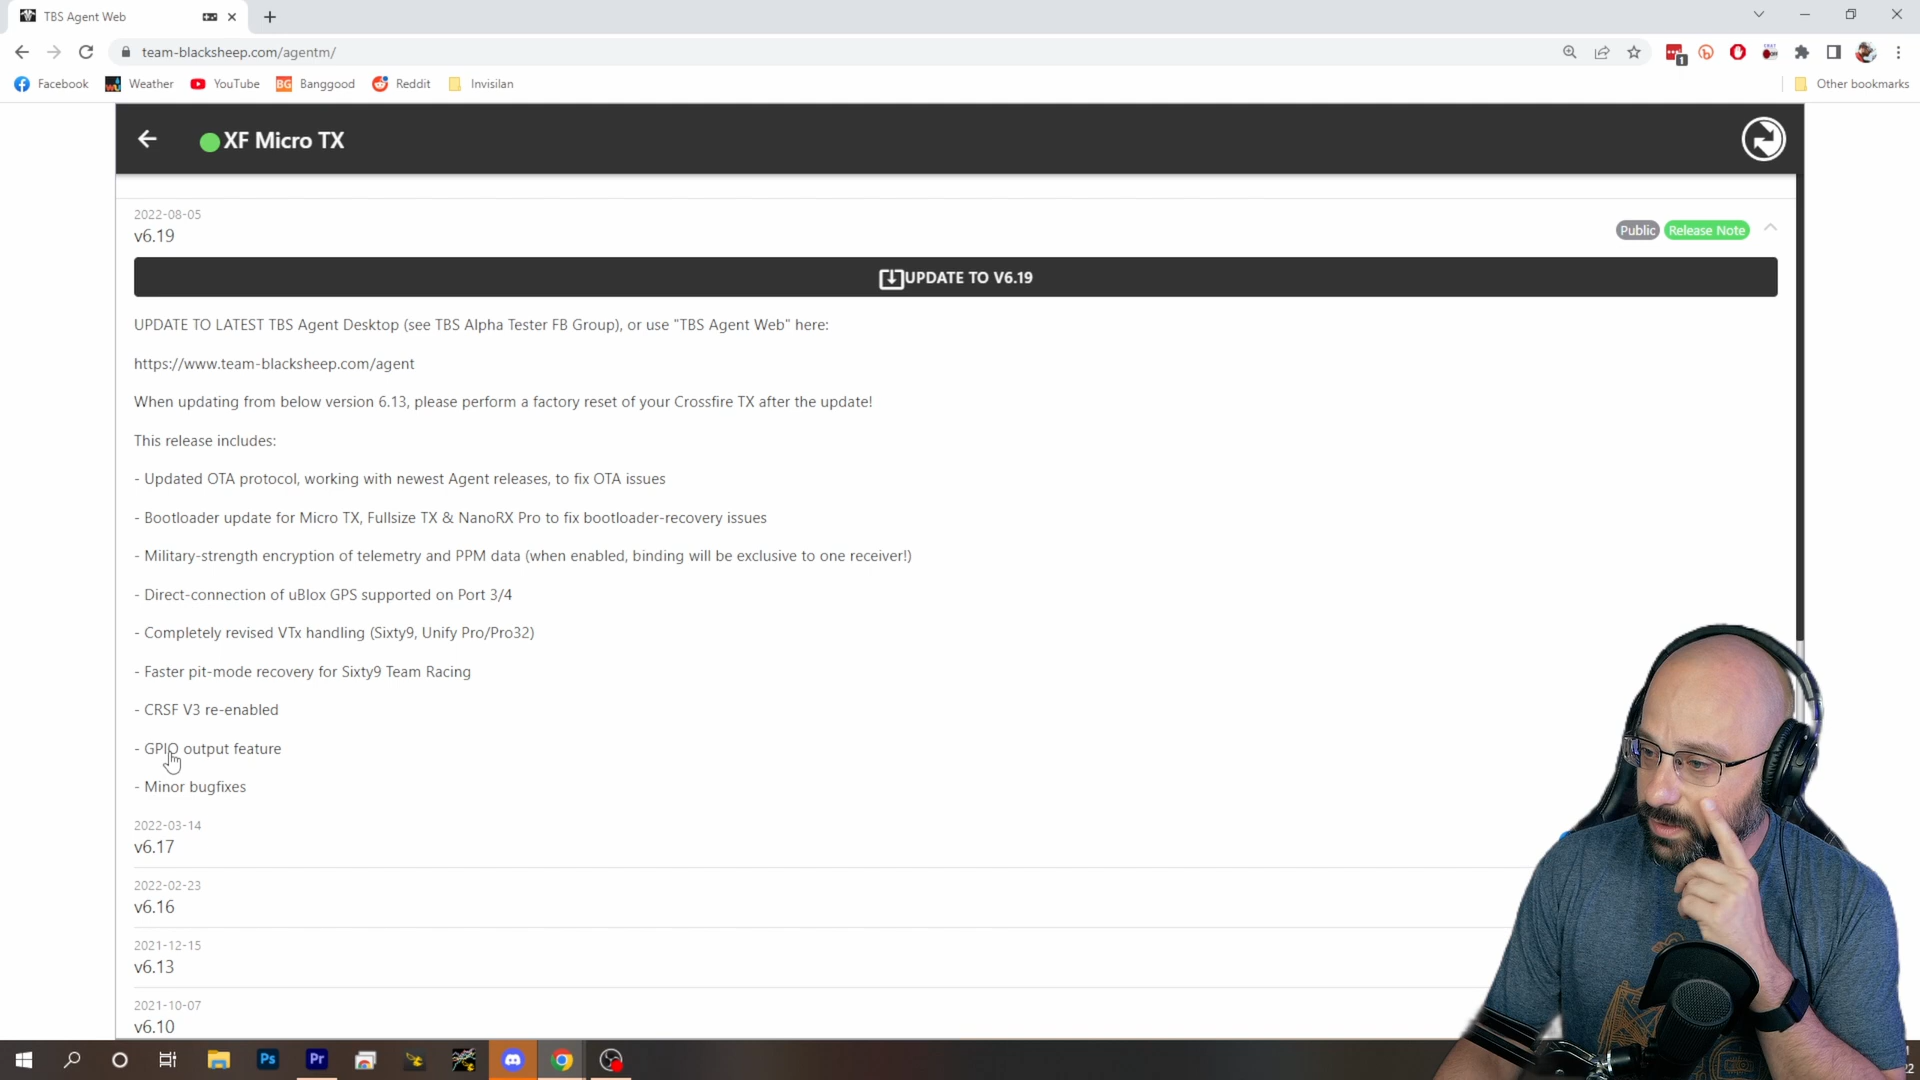 TBS Agent Web
team-blacksheep.com/agentm/
1
Facebook
Weather
YouTube
BG Banggood
Reddit
Invisilan
Other bookmarks
XF Micro TX
2022-08-05
v6.19
Public Release Note
UPDATE TO V6.19
UPDATE TO LATEST TBS Agent Desktop (see TBS Alpha Tester FB Group), or use "TBS Agent Web" here:
https://www.team-blacksheep.com/agent
When updating from below version 6.13, please perform a factory reset of your Crossfire TX after the update!
This release includes:
- Updated OTA protocol, working with newest Agent releases, to fix OTA issues
- Bootloader update for Micro TX, Fullsize TX & NanoRX Pro to fix bootloader-recovery issues
- Military-strength encryption of telemetry and PPM data (when enabled, binding will be exclusive to one receiver!)
- Direct-connection of uBlox GPS supported on Port 3/4
- Completely revised VTx handling (Sixty9, Unify Pro/Pro32)
- Faster pit-mode recovery for Sixty9 Team Racing
- CRSF V3 re-enabled
- GPIO output feature
- Minor bugfixes
2022-03-14
v6.17
2022-02-23
v6.16
2021-12-15
v6.13
2021-10-07
v6.10
Ps
Pr